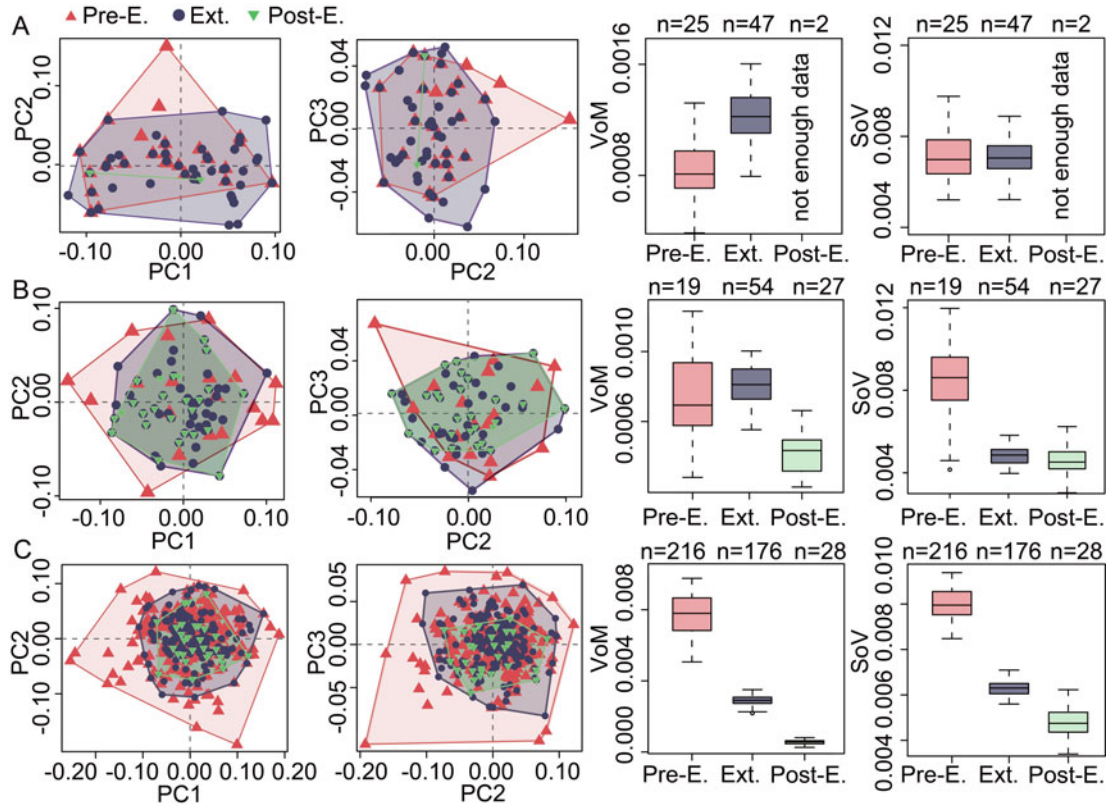 A Pre-E. Ext. Post-E.
PC2
0.00 0.10
-0.10 0.00 0.10
PC1
PC3
-0.04 0.00 0.04
0.0 0.10
PC2
n=25 n=47 n=2
VoM
0.0008 0.0016
not enough data
Pre-E. Ext. Post-E.
n=25 n=47 n=2
SoV
0.004 0.008 0.012
not enough data
Pre-E. Ext. Post-E.
B
PC2
-0.10 0.00 0.10
-0.10 0.00 0.10
PC1
PC3
-0.04 0.00 0.04
-0.10 0.00 0.10
PC2
n=19 n=54 n=27
VoM
0.0006 0.0010
Pre-E. Ext. Post-E.
n=19 n=54 n=27
SoV
0.004 0.008 0.012
Pre-E. Ext. Post-E.
C
PC2
-0.10 0.00 0.10
-0.20 -0.10 0.00 0.10 0.20
PC1
PC3
-0.05 0.00 0.05
-0.20 -0.10 0.00 0.10
PC2
n=216 n=176 n=28
VoM
0.000 0.004 0.008
Pre-E. Ext. Post-E.
n=216 n=176 n=28
SoV
0.004 0.006 0.008 0.010
Pre-E. Ext. Post-E.